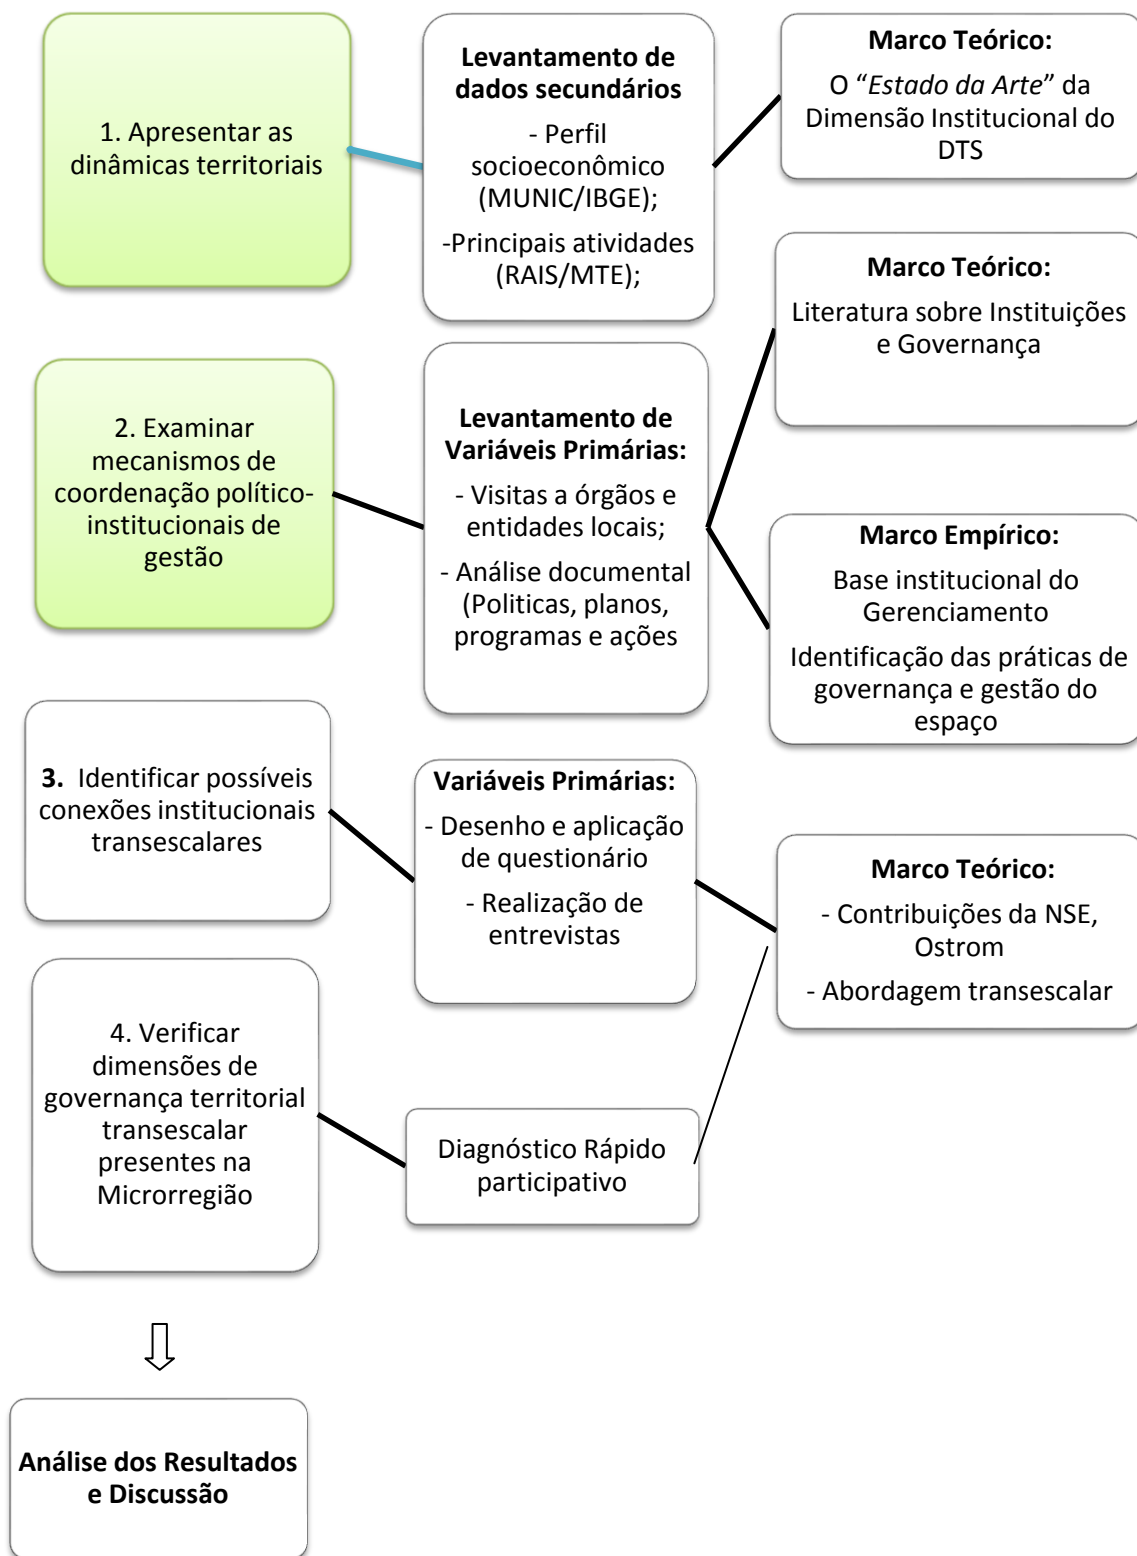 1. Apresentar as
dinâmicas territoriais
Levantamento de
dados secundários
- Perfil
socioeconômico
(MUNIC/IBGE);
-Principais atividades
(RAIS/MTE);
Marco Teórico:
O “Estado da Arte” da
Dimensão Institucional do
DTS
2. Examinar
mecanismos de
coordenação político-
institucionais de
gestão
Levantamento de
Variáveis Primárias:
- Visitas a órgãos e
entidades locais;
- Análise documental
(Politicas, planos,
programas e ações
Marco Teórico:
Literatura sobre Instituições
e Governança
Marco Empírico:
Base institucional do
Gerenciamento
Identificação das práticas de
governança e gestão do
espaço
3. Identificar possíveis
conexões institucionais
transescalares
Variáveis Primárias:
- Desenho e aplicação
de questionário
- Realização de
entrevistas
Marco Teórico:
- Contribuições da NSE,
Ostrom
- Abordagem transescalar
4. Verificar
dimensões de
governança territorial
transescalar
presentes na
Microrregião
Diagnóstico Rápido
participativo
Análise dos Resultados
e Discussão